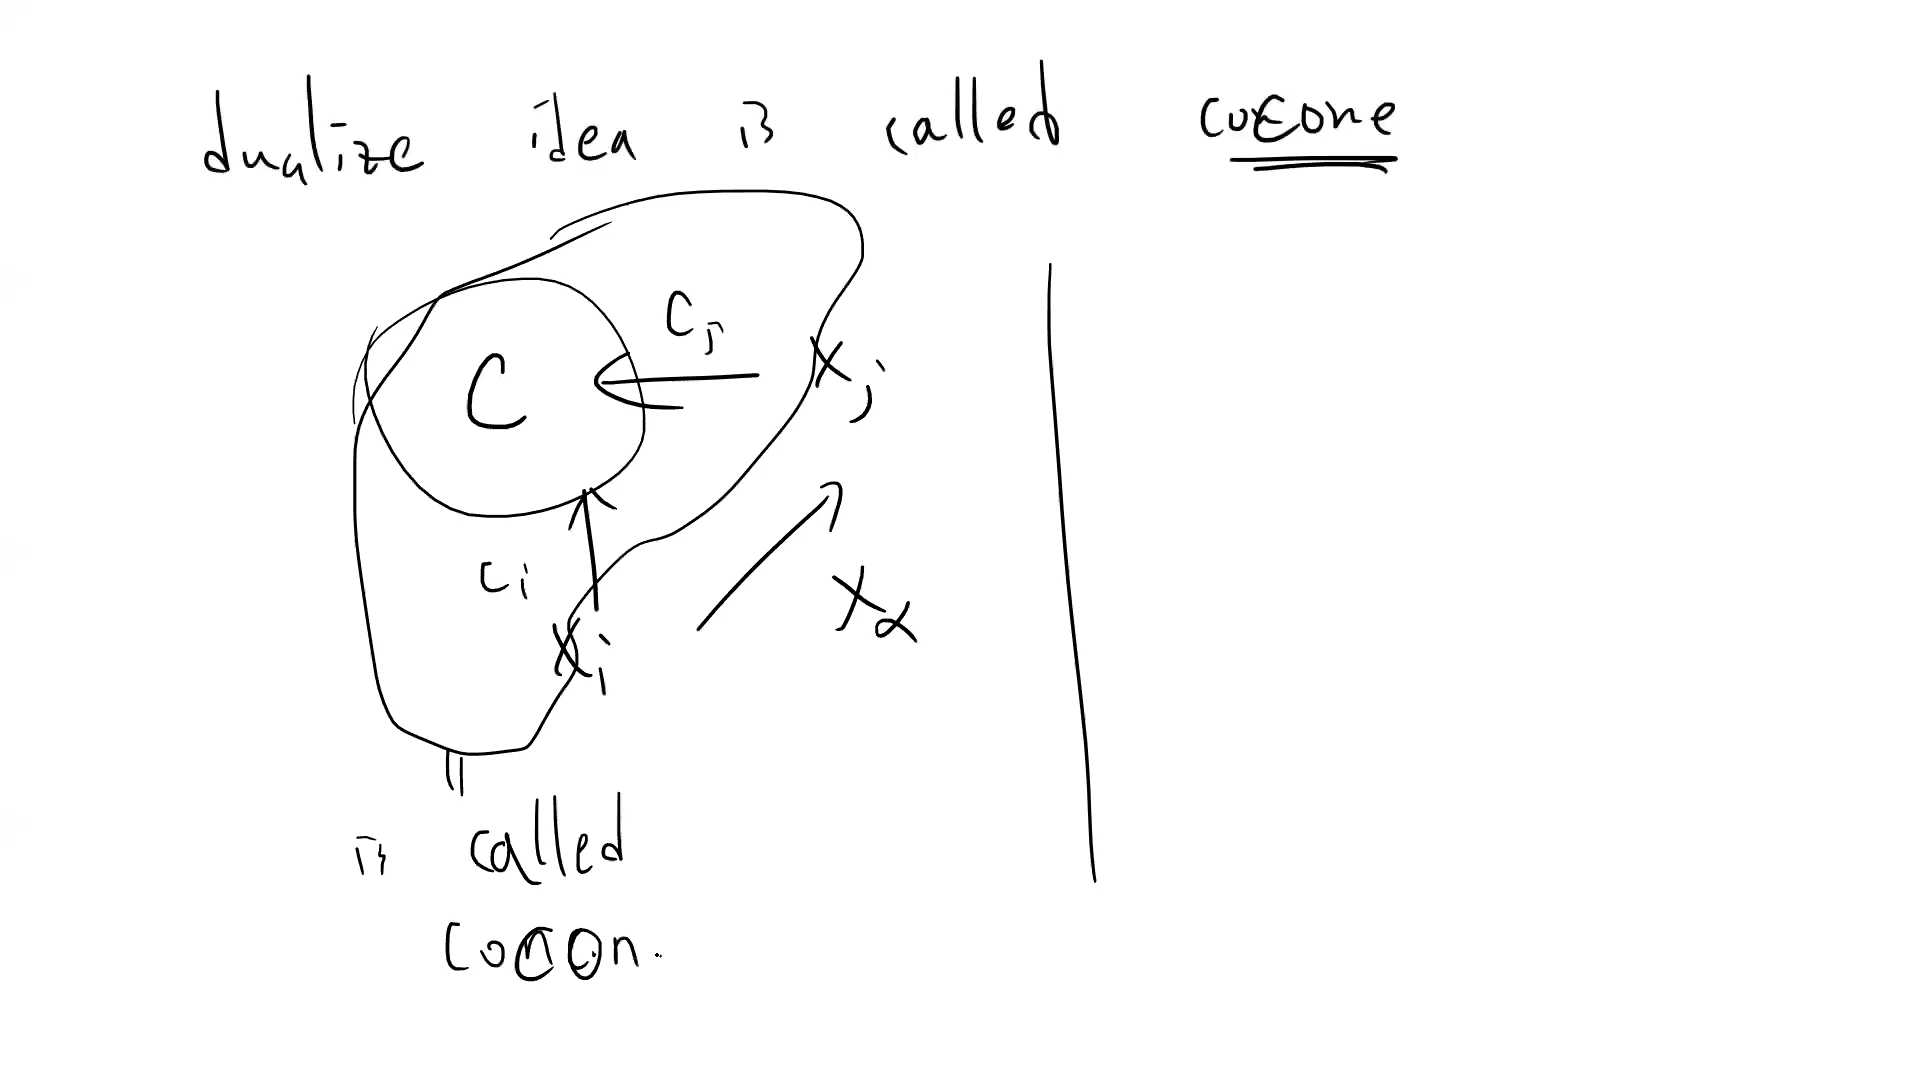 dualize idea is called cocone
C
C_j
X_j
C_i
X_i
X_α
is called
cocon.